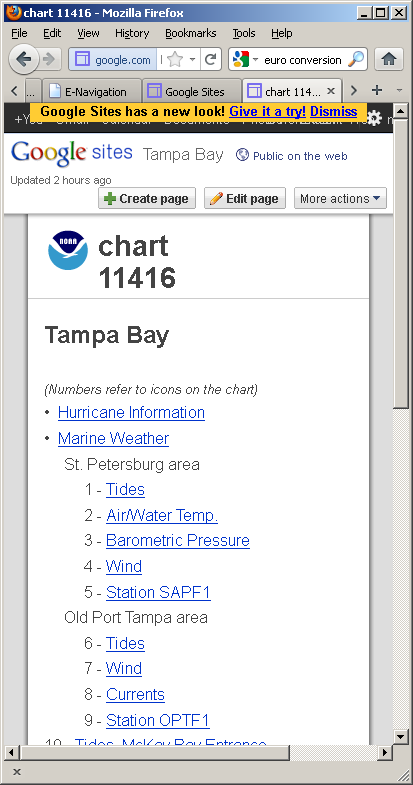 chart 11416 - Mozilla Firefox
File Edit View History Bookmarks Tools Help
google.com euro conversion
... E-Navigation Google Sites chart 114...
Google Sites has a new look! Give it a try! Dismiss
Google sites Tampa Bay Public on the web
Updated 2 hours ago
Create page Edit page More actions
NOAA
chart
11416
Tampa Bay
(Numbers refer to icons on the chart)
• Hurricane Information
• Marine Weather
St. Petersburg area
1 - Tides
2 - Air/Water Temp.
3 - Barometric Pressure
4 - Wind
5 - Station SAPF1
Old Port Tampa area
6 - Tides
7 - Wind
8 - Currents
9 - Station OPTF1
10 - Tides, McKay Bay Entrance